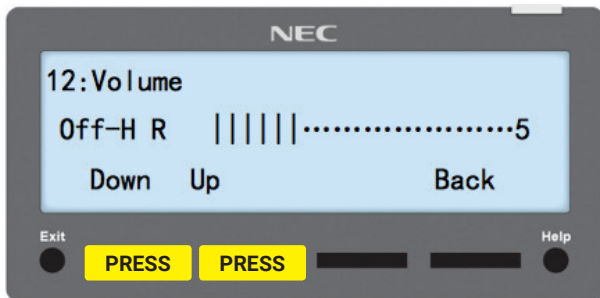 NEC
12:Volume
Off-H R ||||||······················5
Down Up Back
Exit Help
PRESS PRESS